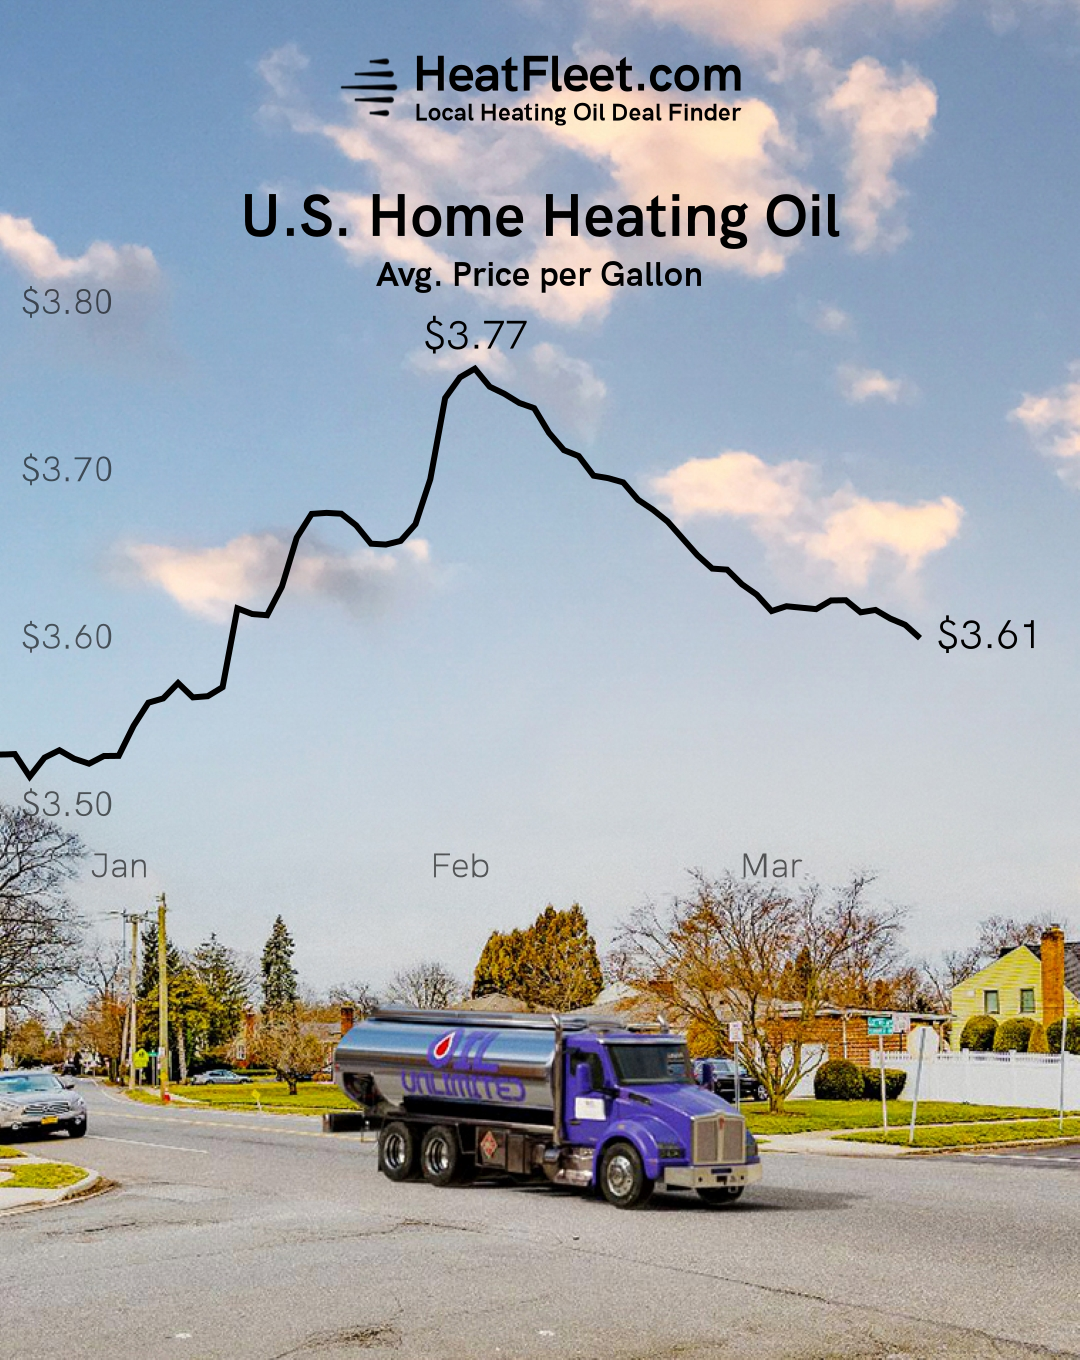 HeatFleet.com
Local Heating Oil Deal Finder
U.S. Home Heating Oil
Avg. Price per Gallon
$3.80
$3.77
$3.70
$3.60
$3.61
$3.50
Jan Feb Mar
OIL
UNLIMITED